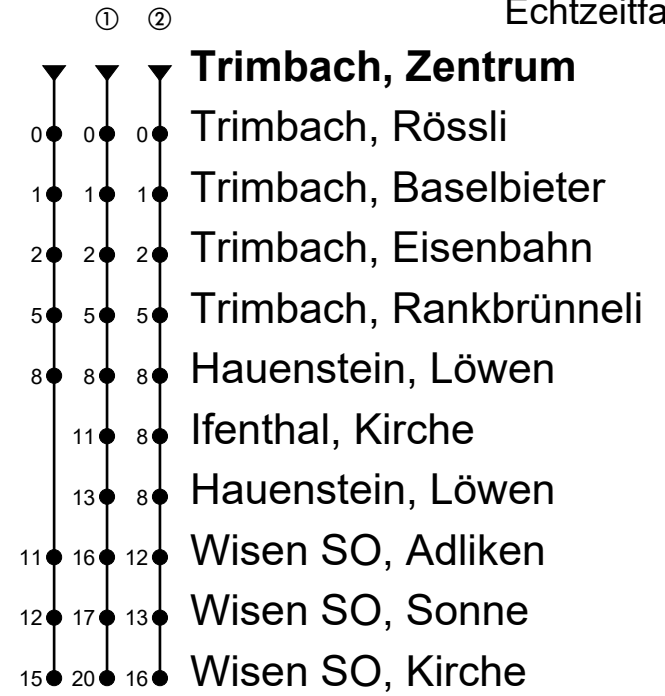 Echtzeitfa
① ②
Trimbach, Zentrum
0 0 0 Trimbach, Rössli
1 1 1 Trimbach, Baselbieter
2 2 2 Trimbach, Eisenbahn
5 5 5 Trimbach, Rankbrünneli
8 8 8 Hauenstein, Löwen
11 8 Ifenthal, Kirche
13 8 Hauenstein, Löwen
11 16 12 Wisen SO, Adliken
12 17 13 Wisen SO, Sonne
15 20 16 Wisen SO, Kirche